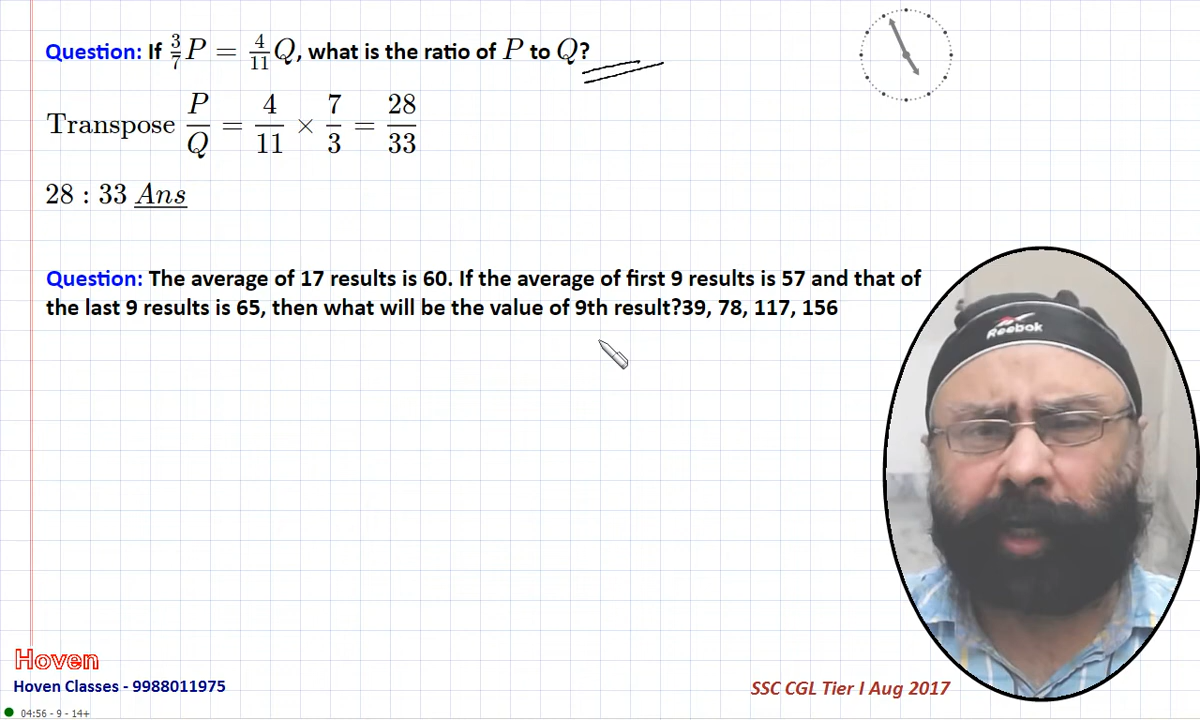 Question: If 3/7 P = 4/11 Q, what is the ratio of P to Q?
Transpose P/Q = 4/11 × 7/3 = 28/33
28 : 33 Ans
Question: The average of 17 results is 60. If the average of first 9 results is 57 and that of
the last 9 results is 65, then what will be the value of 9th result?39, 78, 117, 156
Reebok
Hoven
Hoven Classes - 9988011975
SSC CGL Tier I Aug 2017
04:56 - 9 - 14+